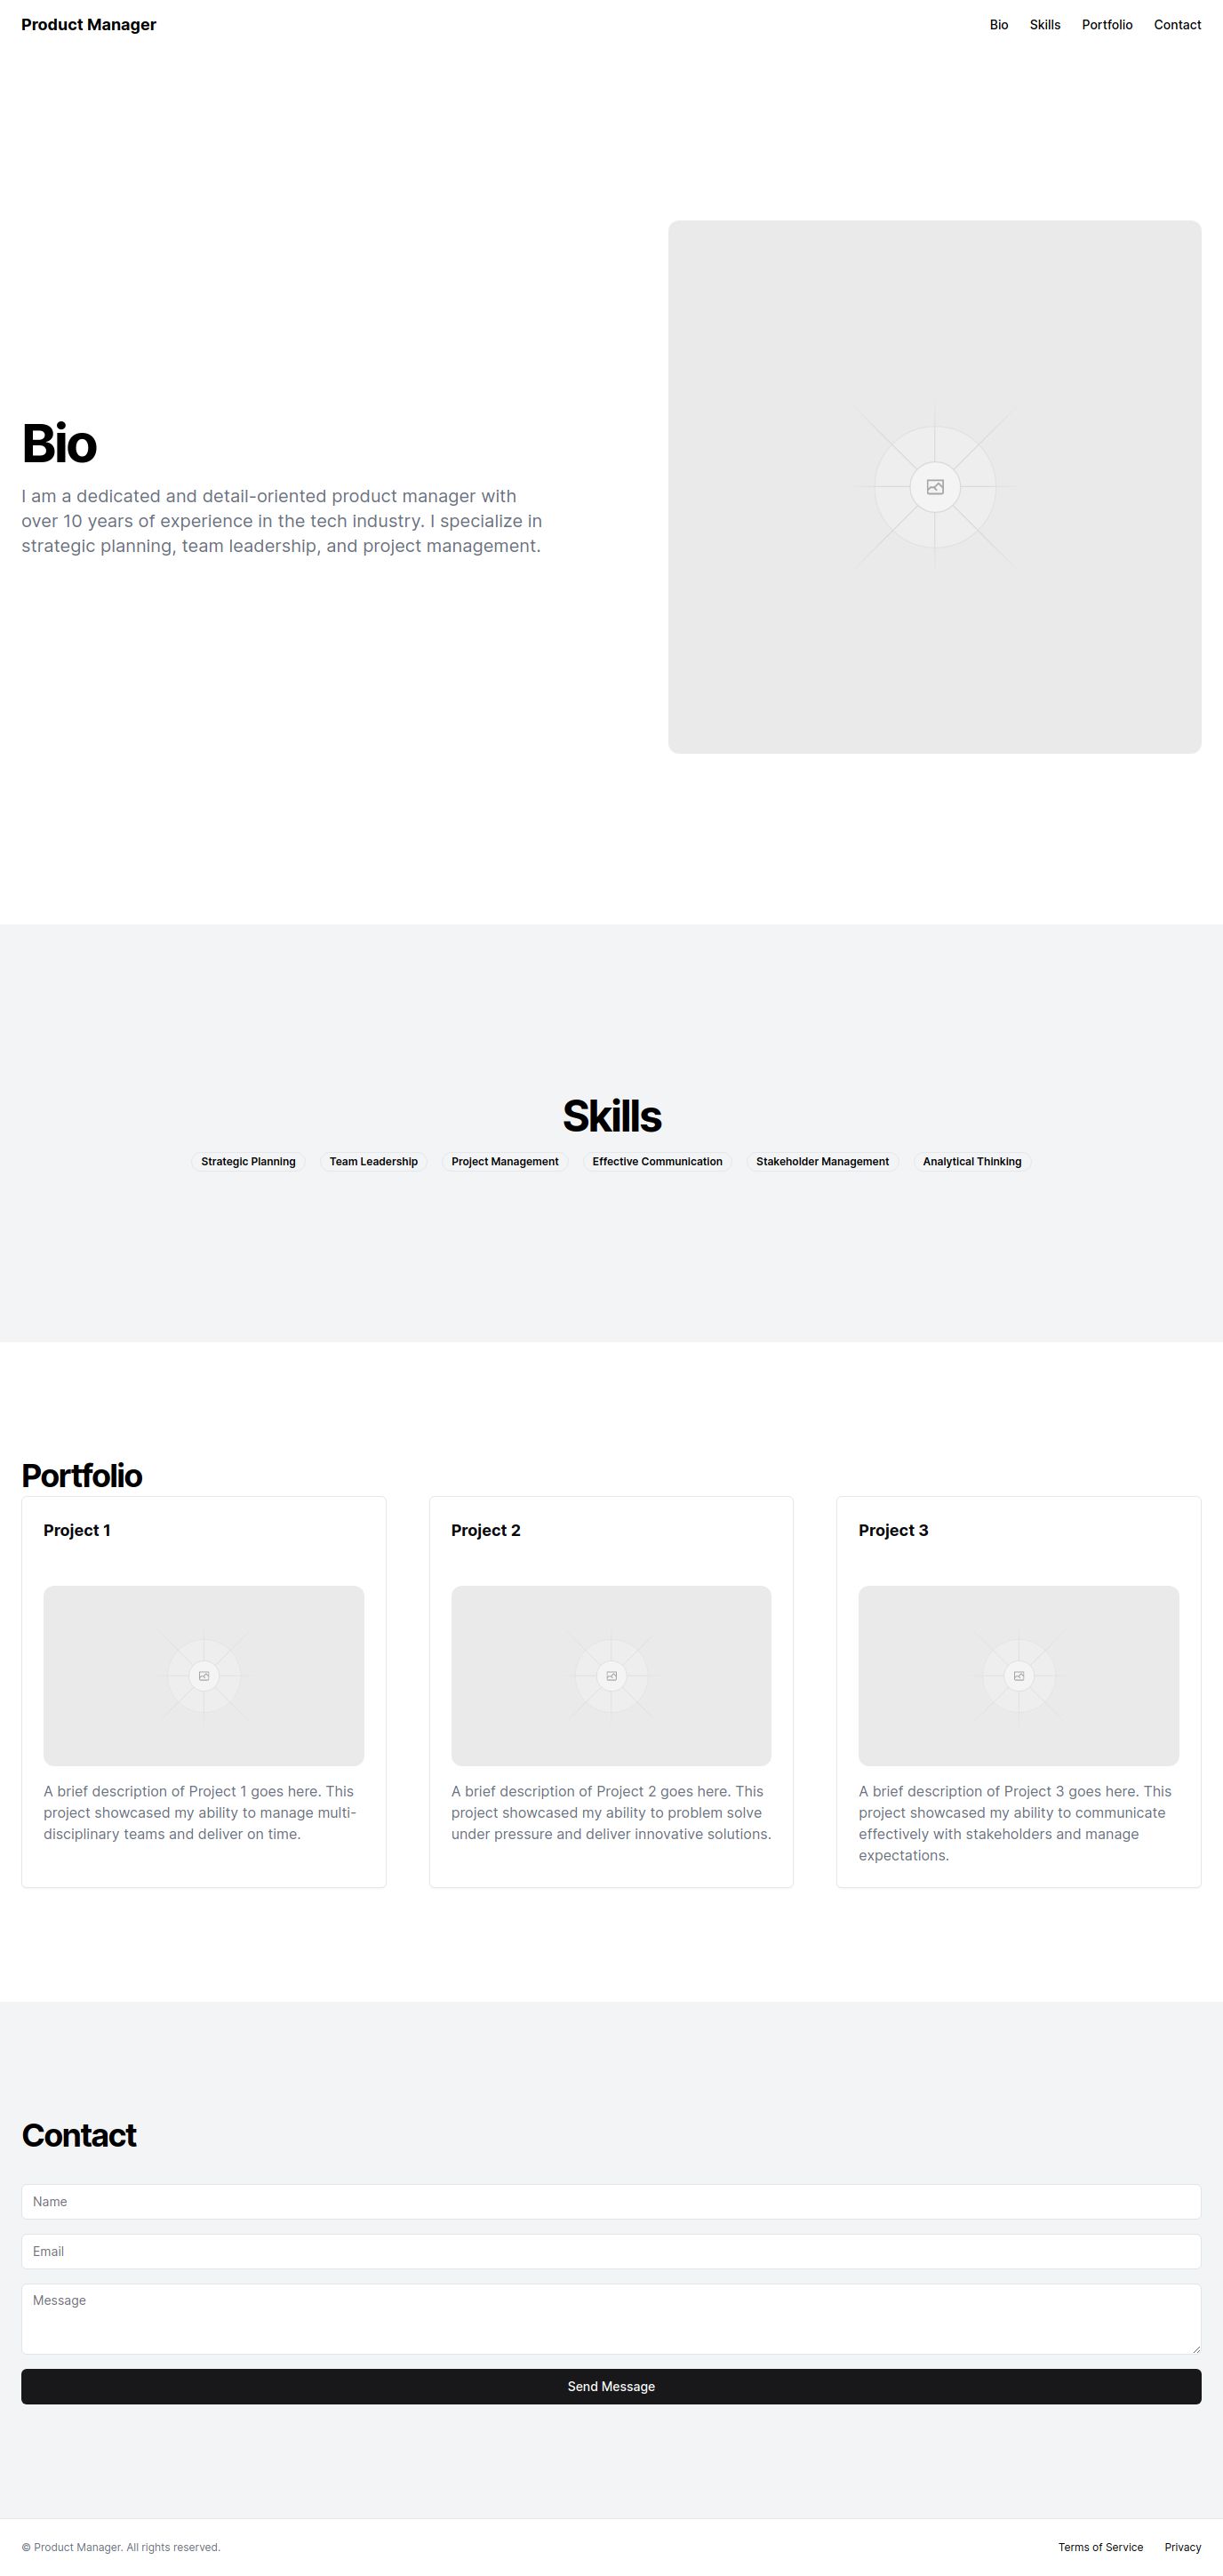 Product Manager
Bio
Skills
Portfolio
Contact
Bio
I am a dedicated and detail-oriented product manager with
over 10 years of experience in the tech industry. I specialize in
strategic planning, team leadership, and project management.
Skills
Strategic Planning
Team Leadership
Project Management
Effective Communication
Stakeholder Management
Analytical Thinking
Portfolio
Project 1
A brief description of Project 1 goes here. This
project showcased my ability to manage multi-
disciplinary teams and deliver on time.
Project 2
A brief description of Project 2 goes here. This
project showcased my ability to problem solve
under pressure and deliver innovative solutions.
Project 3
A brief description of Project 3 goes here. This
project showcased my ability to communicate
effectively with stakeholders and manage
expectations.
Contact
Name
Email
Message
Send Message
© Product Manager. All rights reserved.
Terms of Service
Privacy